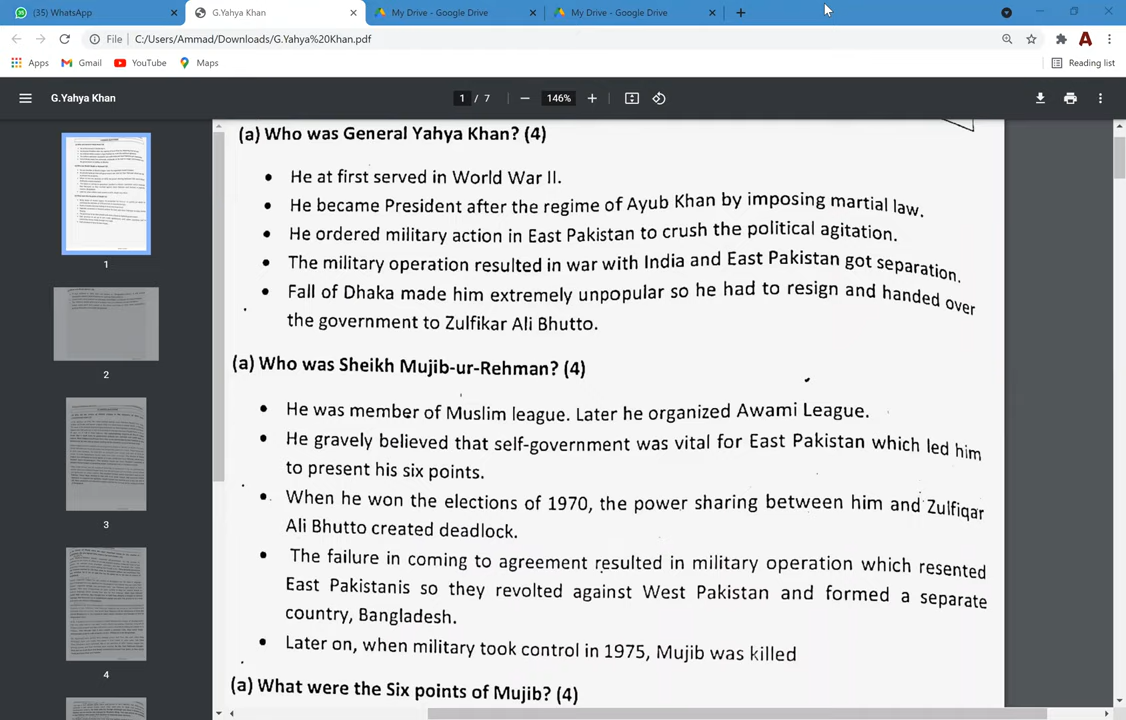 (35) WhatsApp
G.Yahya Khan
My Drive - Google Drive
My Drive - Google Drive
File
C:/Users/Ammad/Downloads/G.Yahya%20Khan.pdf
A
Apps
Gmail
YouTube
Maps
Reading list
G.Yahya Khan
1 / 7
146%
(a) Who was General Yahya Khan? (4)
• He at first served in World War II.
• He became President after the regime of Ayub Khan by imposing martial law.
• He ordered military action in East Pakistan to crush the political agitation.
• The military operation resulted in war with India and East Pakistan got separation.
• Fall of Dhaka made him extremely unpopular so he had to resign and handed over
the government to Zulfikar Ali Bhutto.
(a) Who was Sheikh Mujib-ur-Rehman? (4)
• He was member of Muslim league. Later he organized Awami League.
• He gravely believed that self-government was vital for East Pakistan which led him
to present his six points.
• When he won the elections of 1970, the power sharing between him and Zulfiqar
Ali Bhutto created deadlock.
• The failure in coming to agreement resulted in military operation which resented
East Pakistanis so they revolted against West Pakistan and formed a separate
country, Bangladesh.
• Later on, when military took control in 1975, Mujib was killed
(a) What were the Six points of Mujib? (4)
1
2
3
4